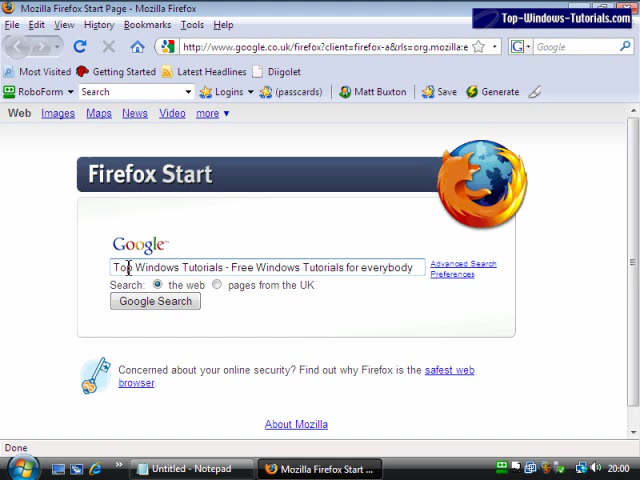 Mozilla Firefox Start Page - Mozilla Firefox
Top-Windows-Tutorials.com
File Edit View History Bookmarks Tools Help
http://www.google.co.uk/firefox?client=firefox-a&rls=org.mozilla:e
Google
Most Visited Getting Started Latest Headlines Diigolet
RoboForm Search Logins (passcards) Matt Buxton Save Generate
Web Images Maps News Video more
Firefox Start
Google™
Top Windows Tutorials - Free Windows Tutorials for everybody
Advanced Search
Preferences
Search: the web pages from the UK
Google Search
Concerned about your online security? Find out why Firefox is the safest web
browser.
About Mozilla
Done
Untitled - Notepad
Mozilla Firefox Start ...
20:00